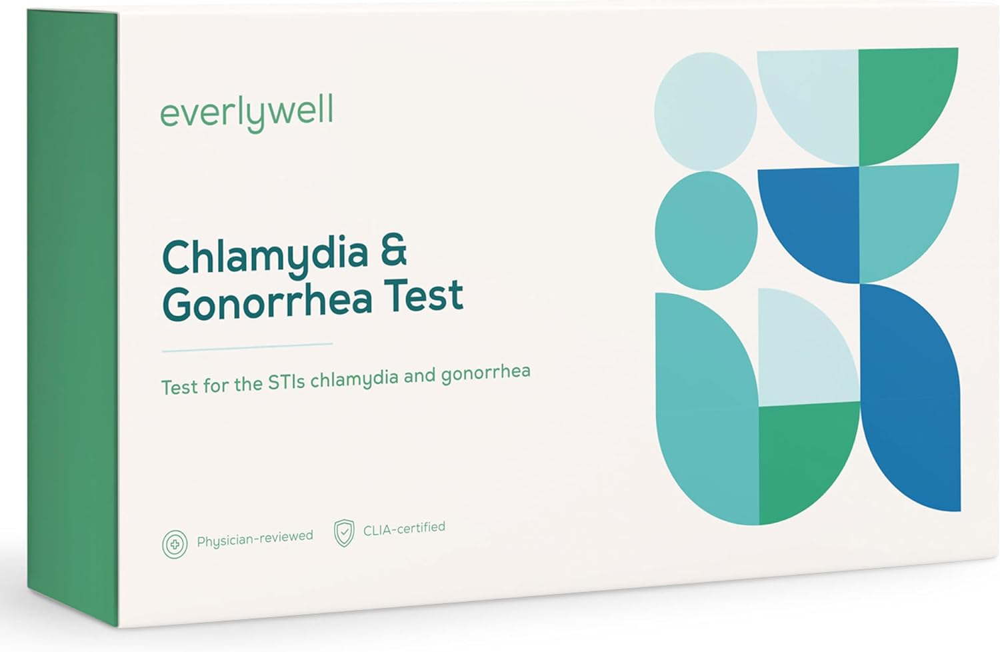 everlywell
Chlamydia &
Gonorrhea Test
Test for the STIs chlamydia and gonorrhea
Physician-reviewed
CLIA-certified